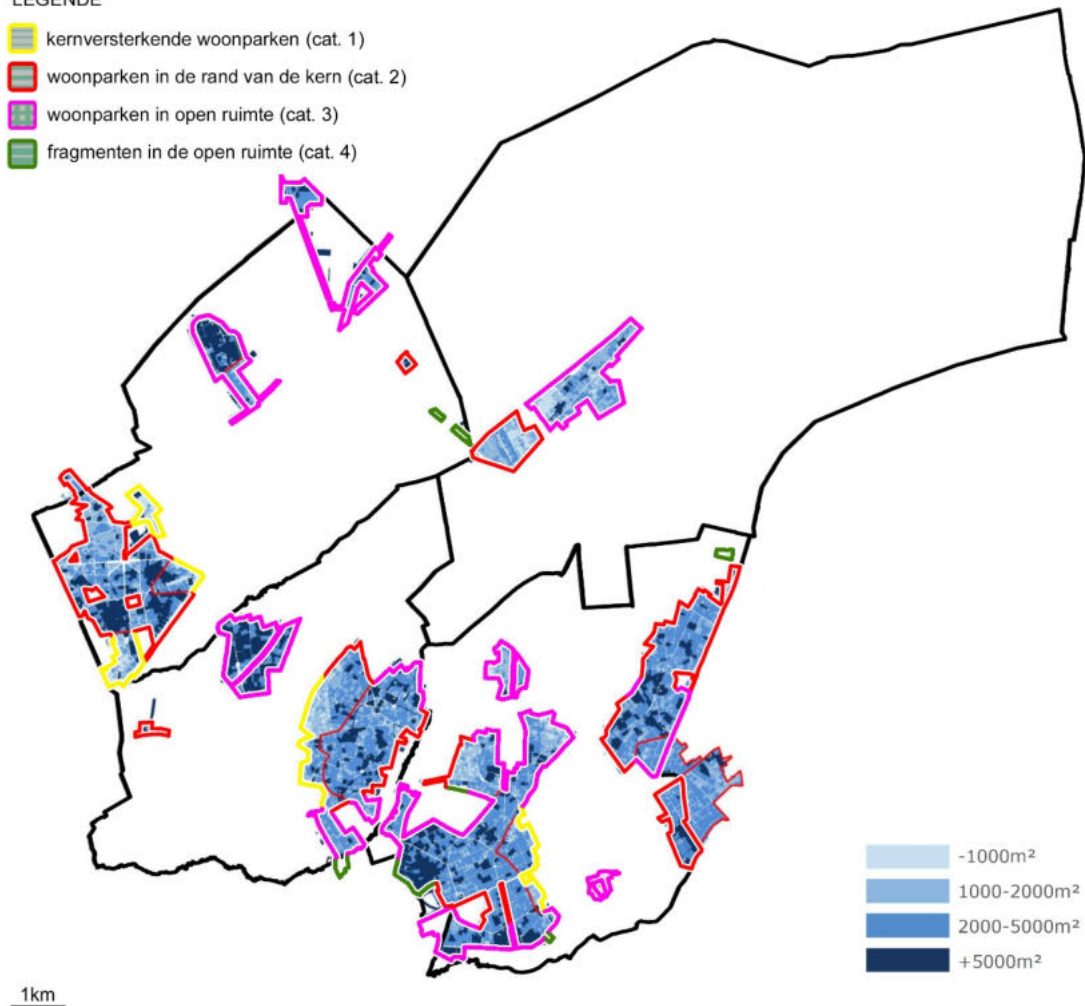 LEGENDE
kernversterkende woonparken (cat. 1)
woonparken in de rand van de kern (cat. 2)
woonparken in open ruimte (cat. 3)
fragmenten in de open ruimte (cat. 4)
-1000m²
1000-2000m²
2000-5000m²
+5000m²
1km